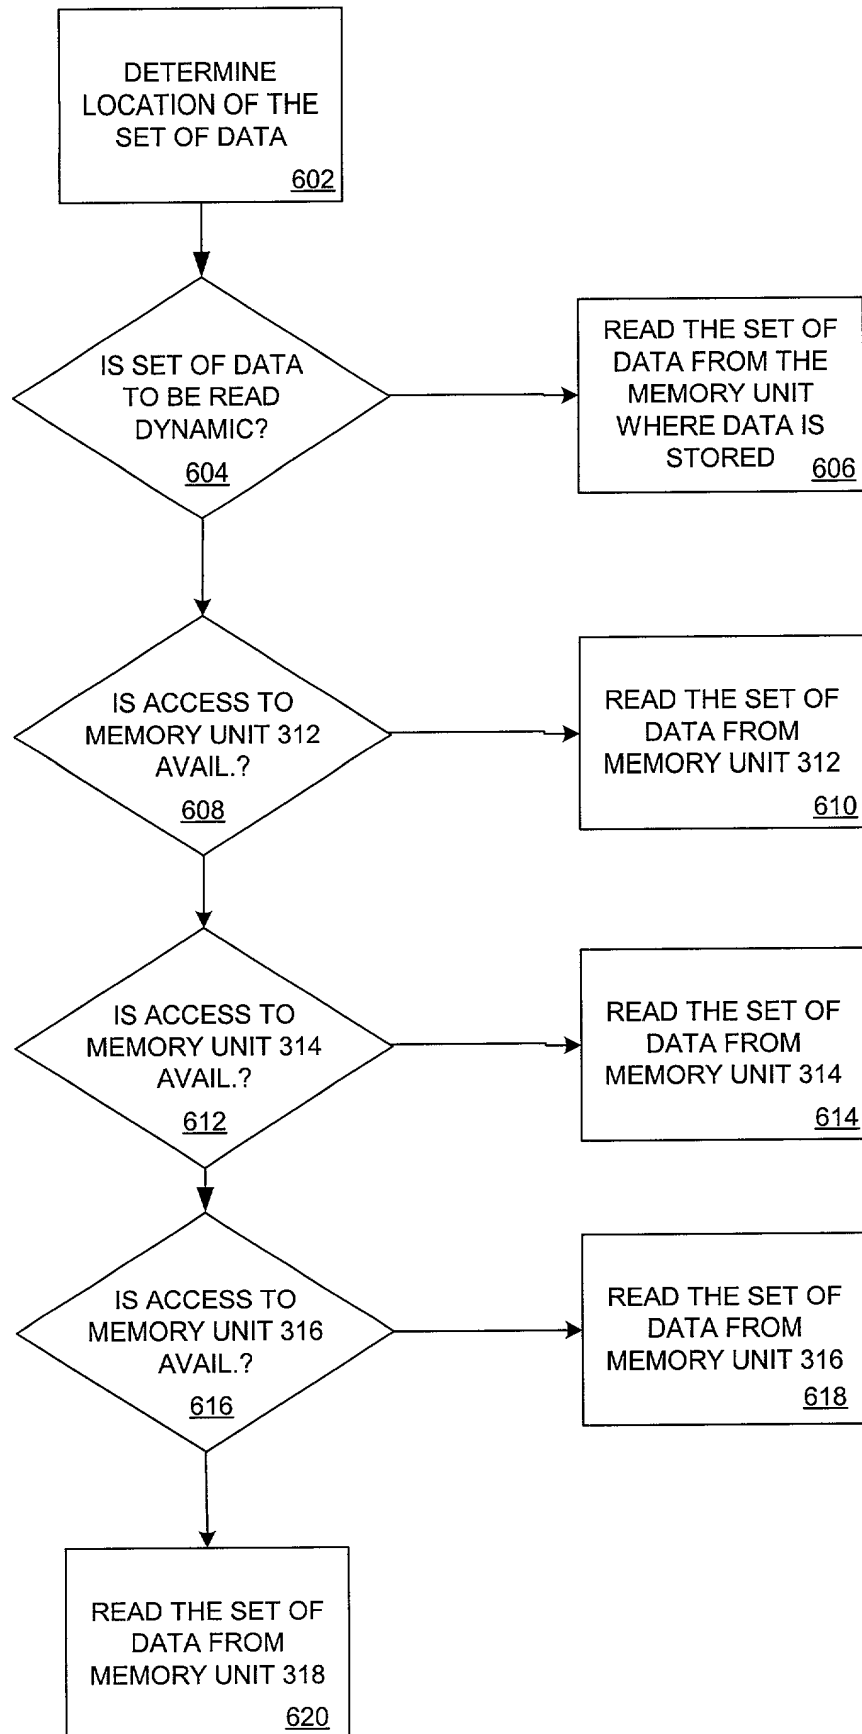 DETERMINE
LOCATION OF THE
SET OF DATA
602
IS SET OF DATA
TO BE READ
DYNAMIC?
604
READ THE SET OF
DATA FROM THE
MEMORY UNIT
WHERE DATA IS
STORED
606
IS ACCESS TO
MEMORY UNIT 312
AVAIL.?
608
READ THE SET OF
DATA FROM
MEMORY UNIT 312
610
IS ACCESS TO
MEMORY UNIT 314
AVAIL.?
612
READ THE SET OF
DATA FROM
MEMORY UNIT 314
614
IS ACCESS TO
MEMORY UNIT 316
AVAIL.?
616
READ THE SET OF
DATA FROM
MEMORY UNIT 316
618
READ THE SET OF
DATA FROM
MEMORY UNIT 318
620